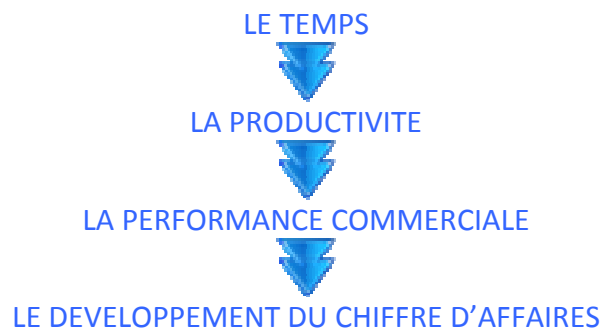 LE TEMPS
LA PRODUCTIVITE
LA PERFORMANCE COMMERCIALE
LE DEVELOPPEMENT DU CHIFFRE D’AFFAIRES